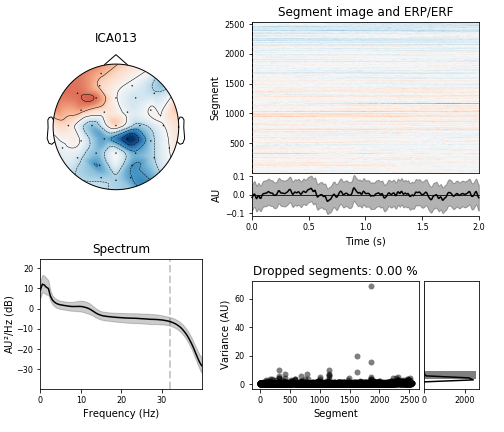 ICA013
Segment image and ERP/ERF
2500
2000
1500
1000
500
Segment
0.1
0.0
−0.1
AU
0.0 0.5 1.0 1.5 2.0
Time (s)
Spectrum
20
10
0
−10
−20
−30
AU²/Hz (dB)
0 10 20 30
Frequency (Hz)
Dropped segments: 0.00 %
60
40
20
0
Variance (AU)
0 500 1000 1500 2000 2500
Segment
0 2000